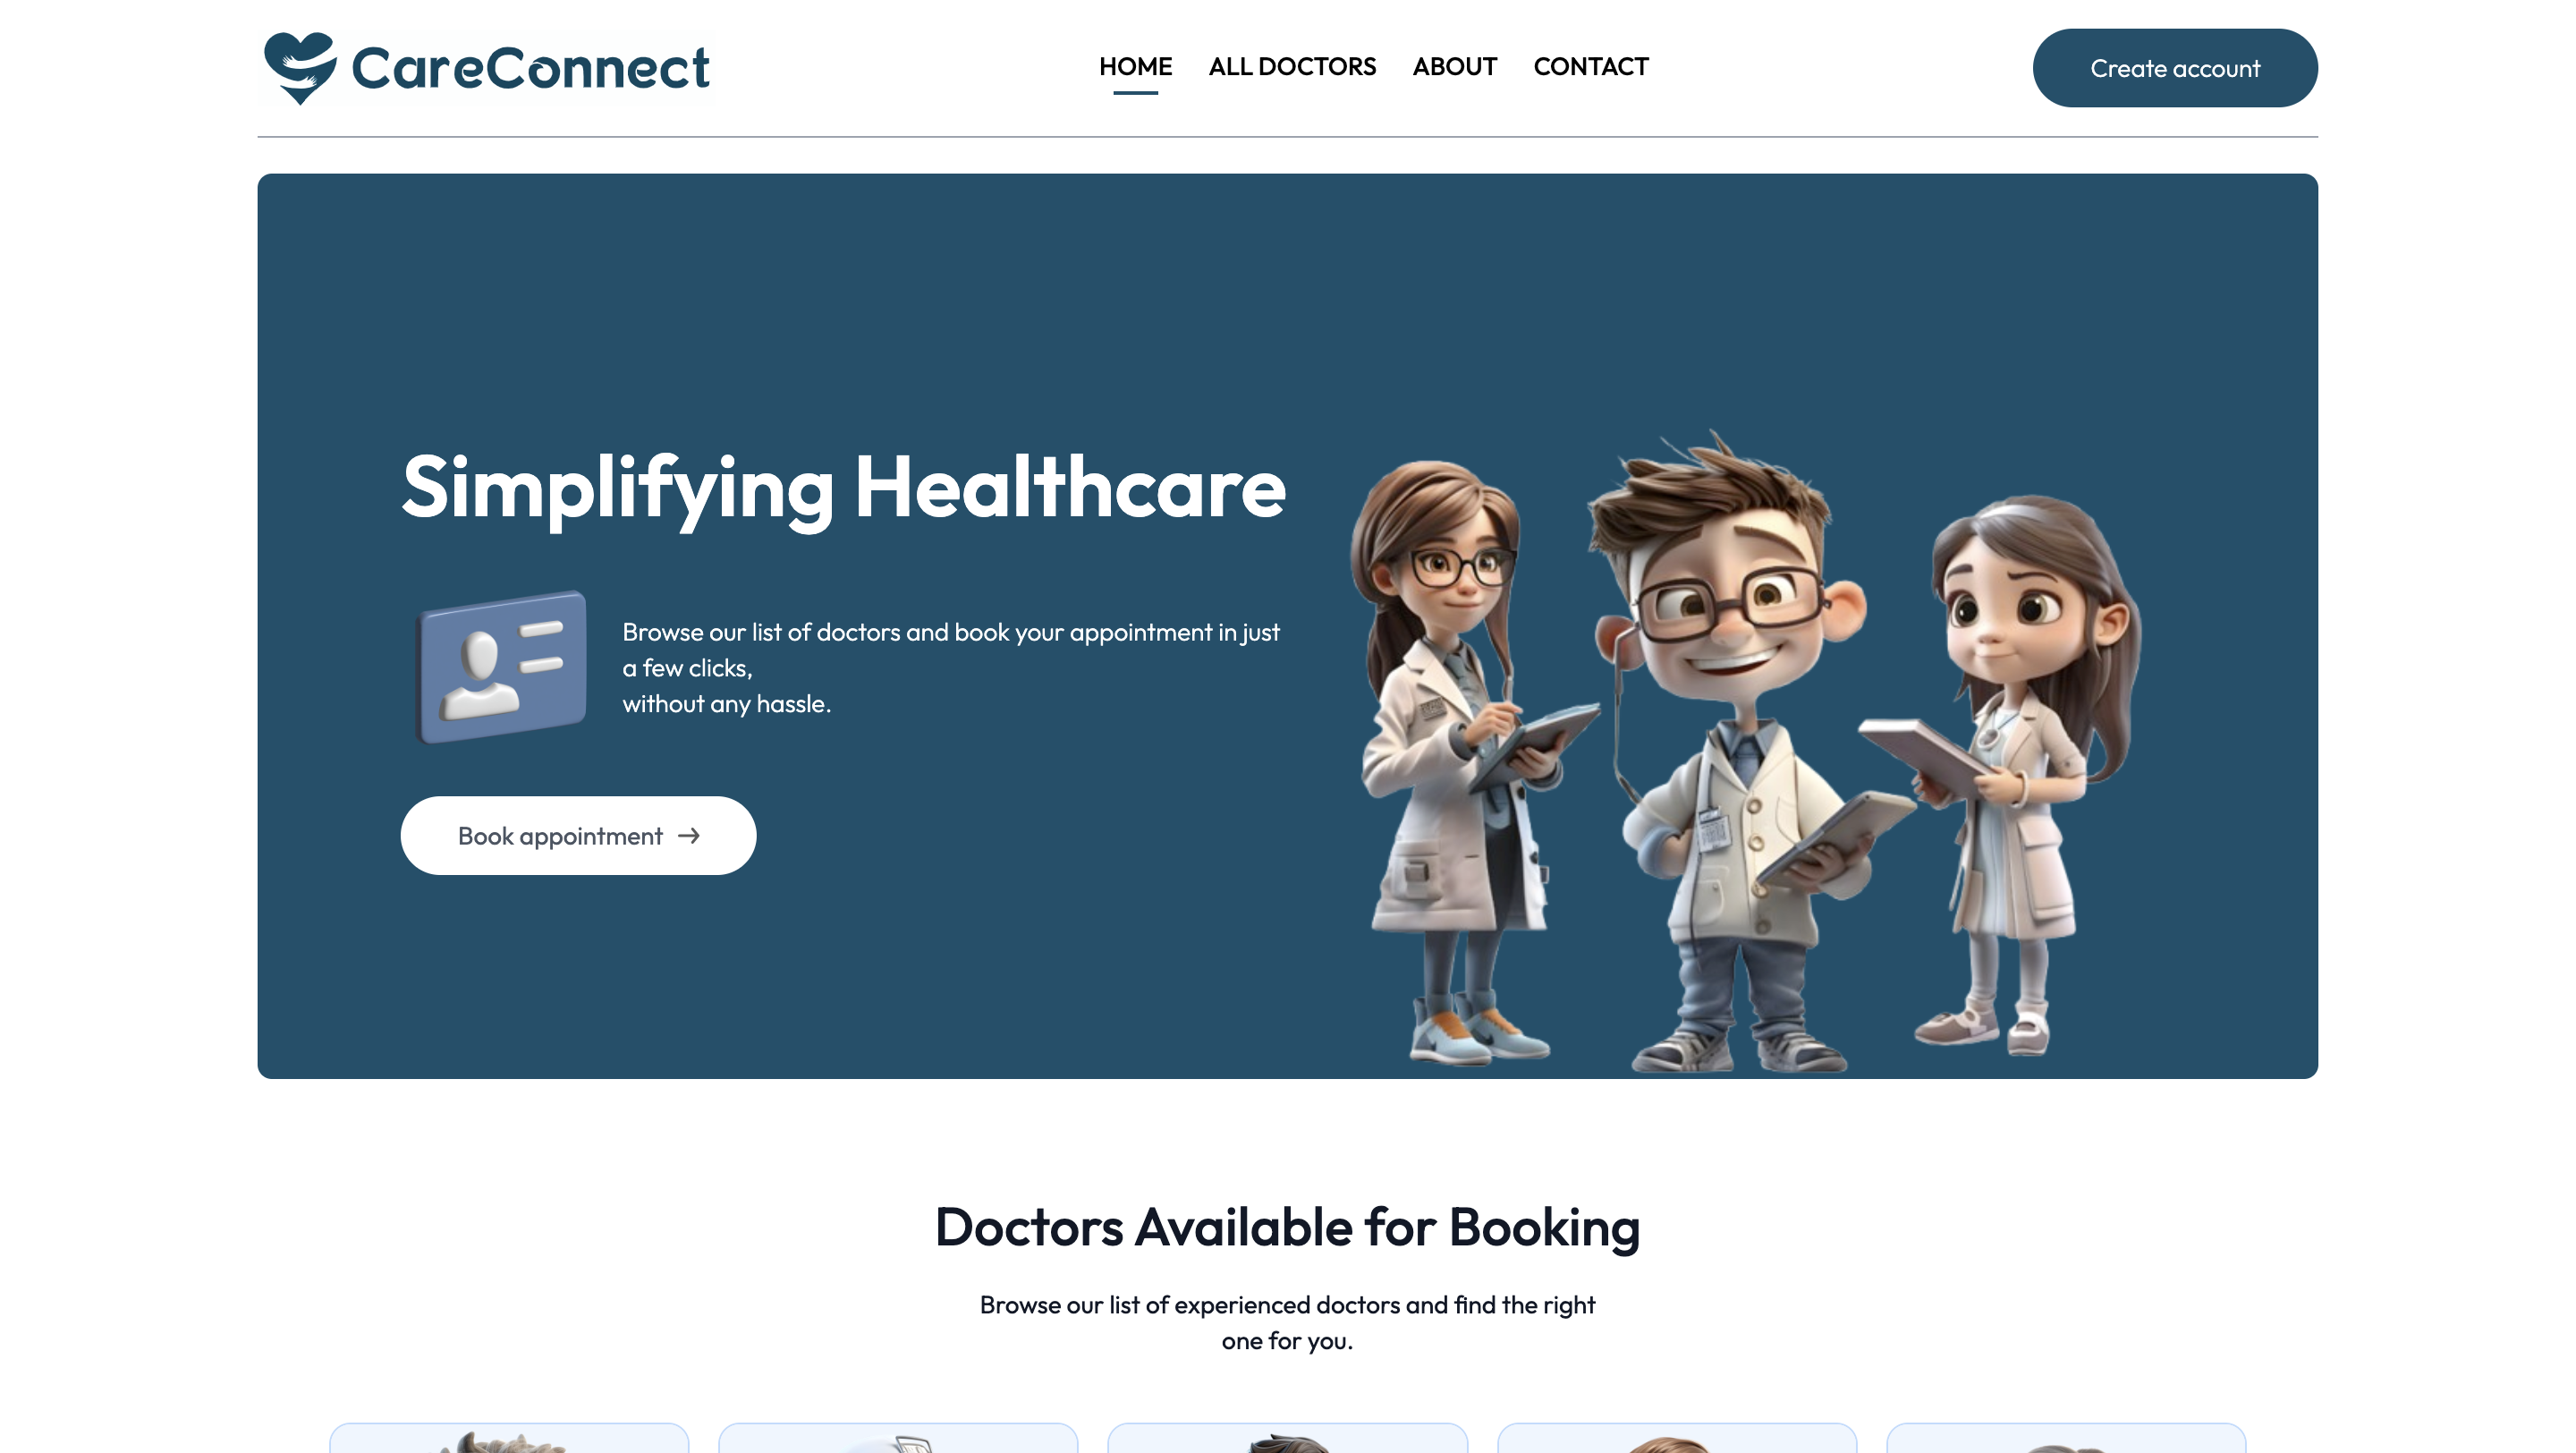 CareConnect
HOME ALL DOCTORS ABOUT CONTACT
Create account
Simplifying Healthcare
Browse our list of doctors and book your appointment in just
a few clicks,
without any hassle.
Book appointment →
Doctors Available for Booking
Browse our list of experienced doctors and find the right
one for you.